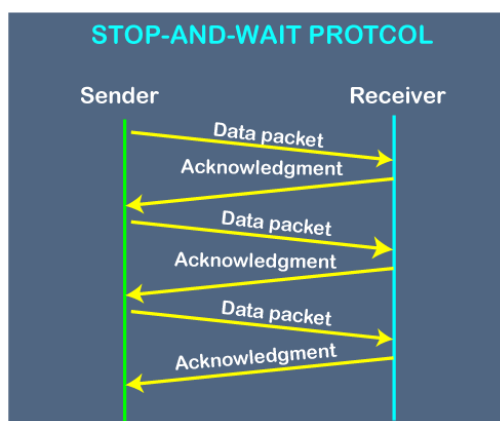 STOP-AND-WAIT PROTCOL
Sender
Receiver
Data packet
Acknowledgment
Data packet
Acknowledgment
Data packet
Acknowledgment